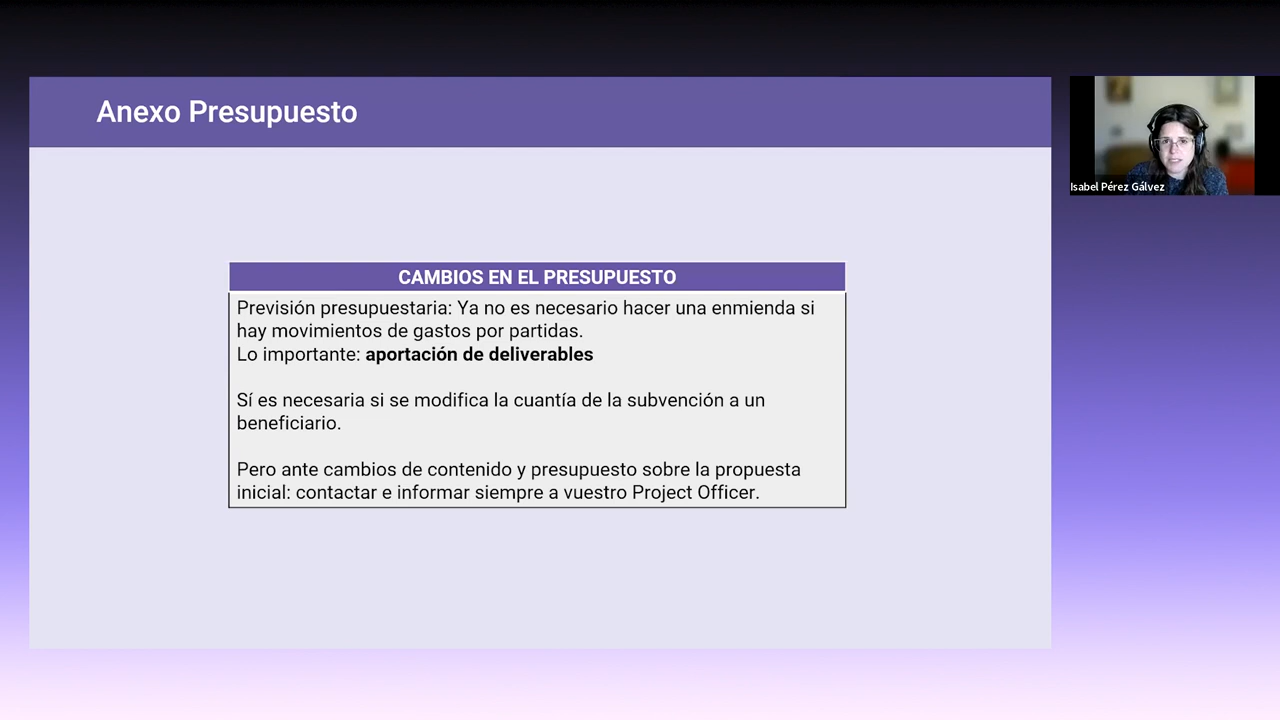 Anexo Presupuesto
Isabel Pérez Gálvez
CAMBIOS EN EL PRESUPUESTO
Previsión presupuestaria: Ya no es necesario hacer una enmienda si
hay movimientos de gastos por partidas.
Lo importante: aportación de deliverables
Sí es necesaria si se modifica la cuantía de la subvención a un
beneficiario.
Pero ante cambios de contenido y presupuesto sobre la propuesta
inicial: contactar e informar siempre a vuestro Project Officer.